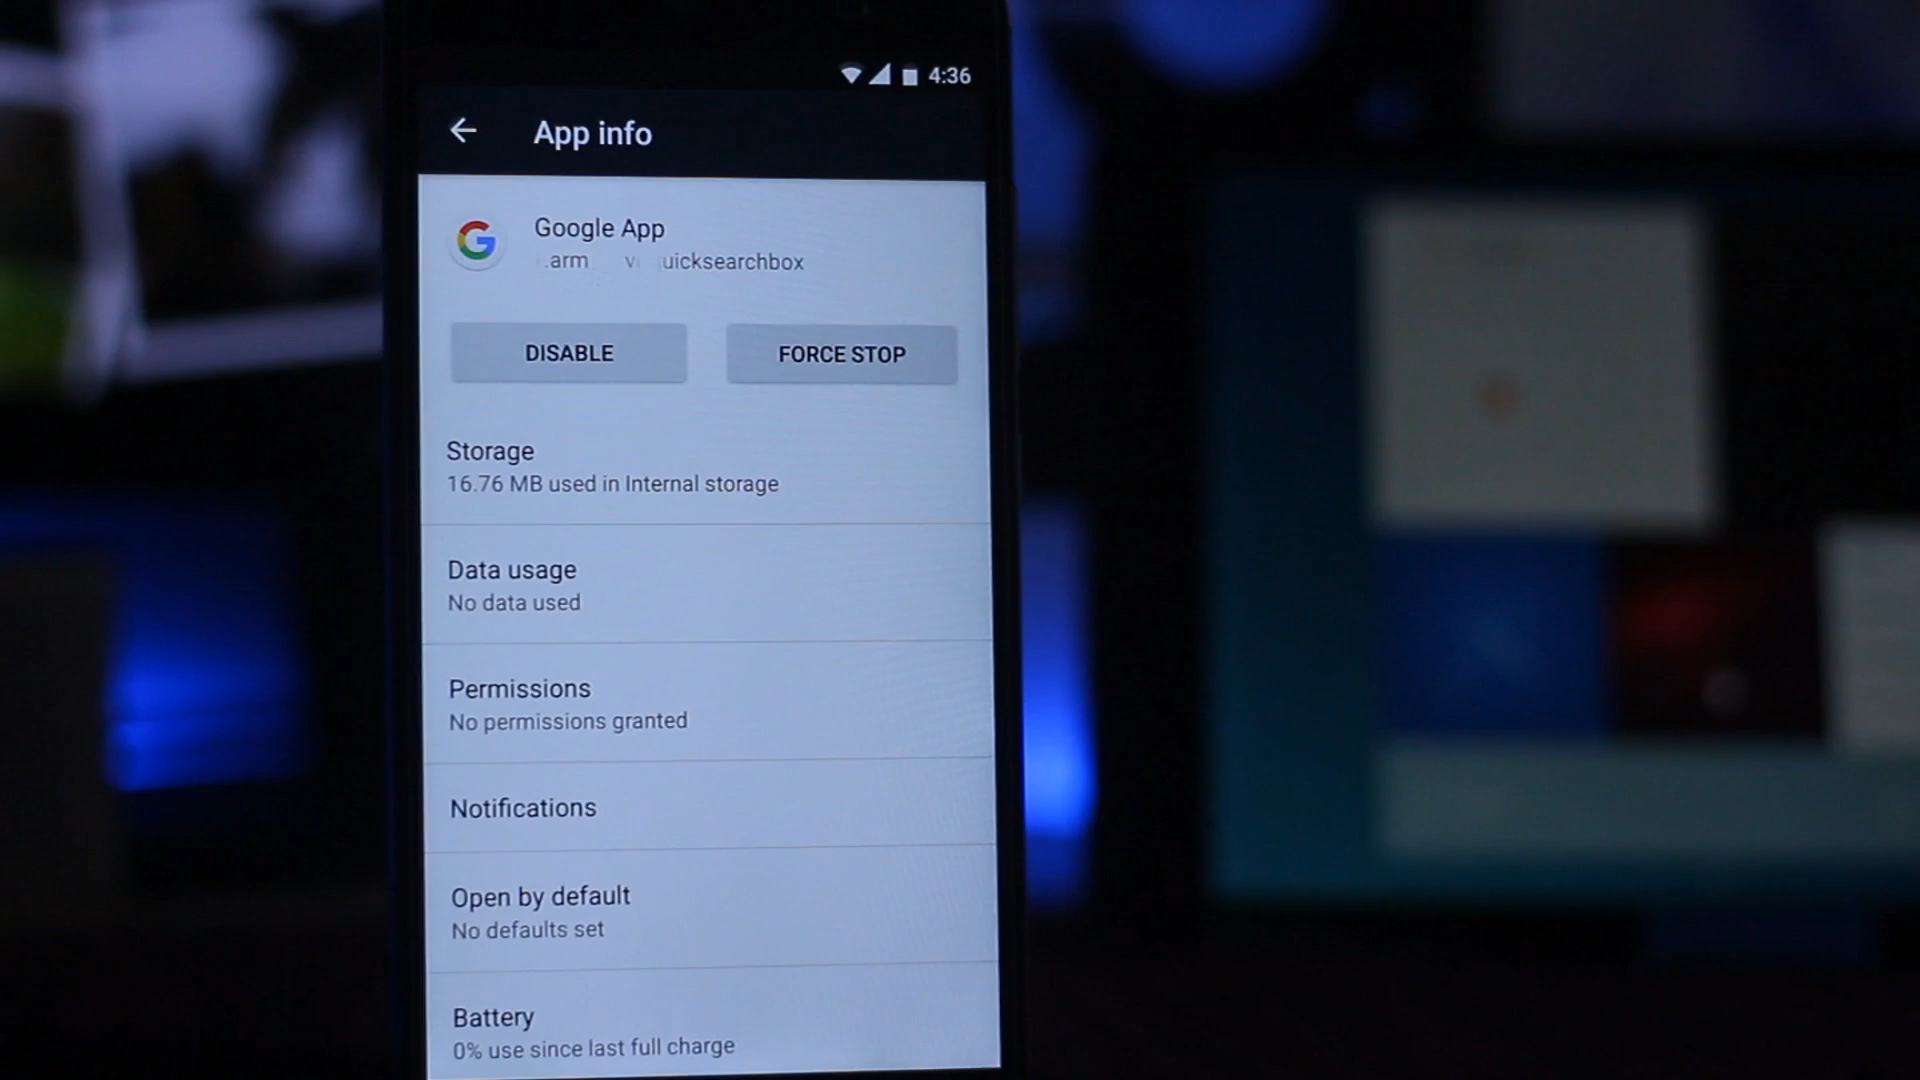 4:36
App info
Google App
.arm uicksearchbox
DISABLE
FORCE STOP
Storage
16.76 MB used in Internal storage
Data usage
No data used
Permissions
No permissions granted
Notifications
Open by default
No defaults set
Battery
0% use since last full charge